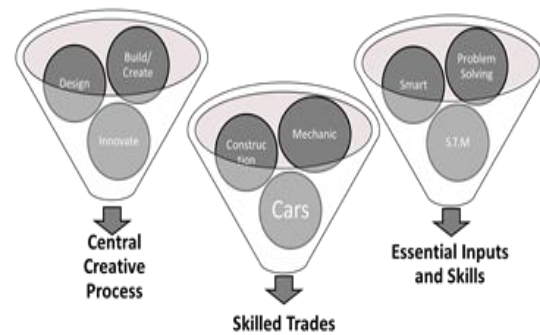 Design
Build/
Create
Innovate
Central
Creative
Process
Construc
tion
Mechanic
Cars
Skilled Trades
Smart
Problem
Solving
S.T.M
Essential Inputs
and Skills